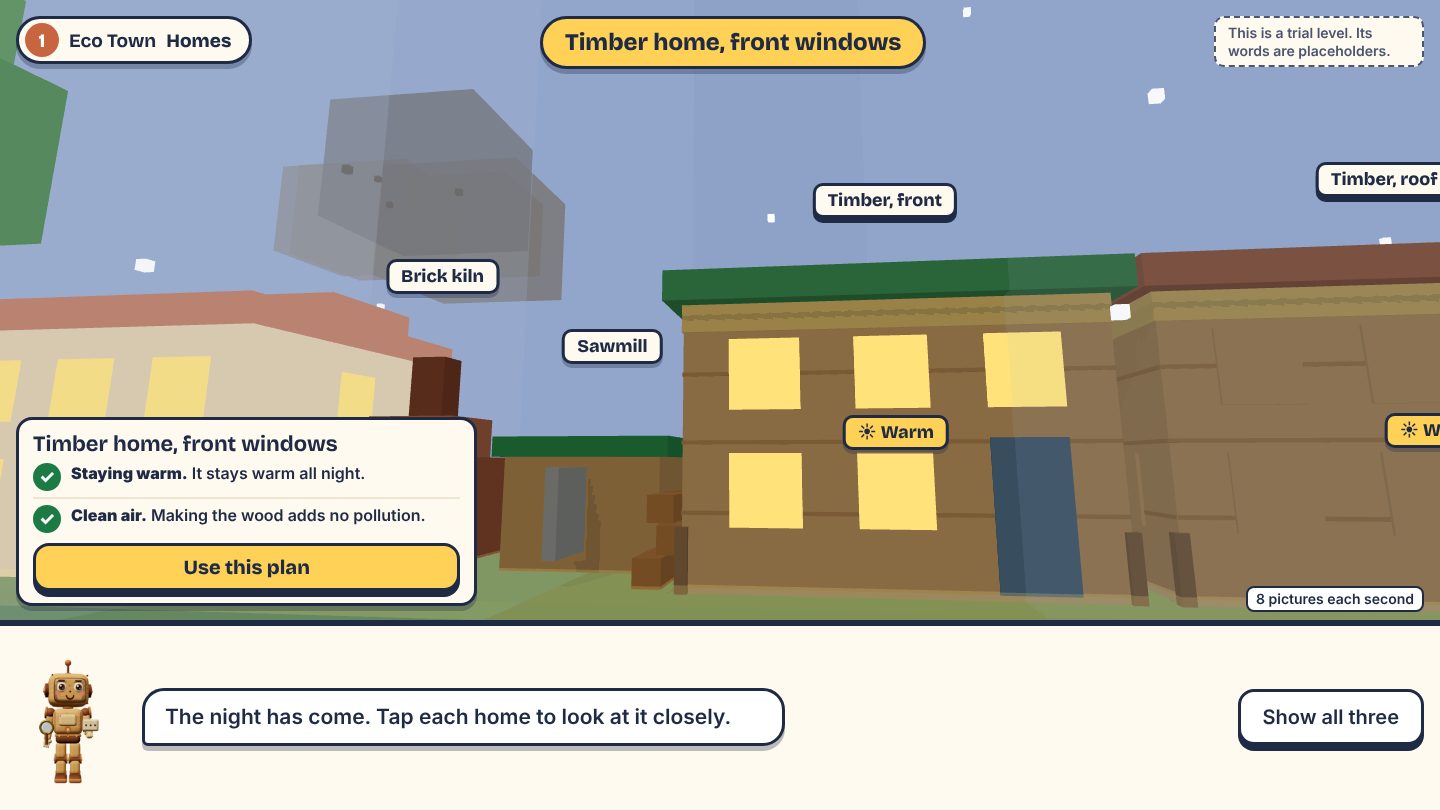 1 Eco Town Homes
Timber home, front windows
This is a trial level. Its
words are placeholders.
Timber, front
Timber, roof
Brick kiln
Sawmill
☀ Warm
☀ W
Timber home, front windows
Staying warm. It stays warm all night.
Clean air. Making the wood adds no pollution.
Use this plan
8 pictures each second
The night has come. Tap each home to look at it closely.
Show all three